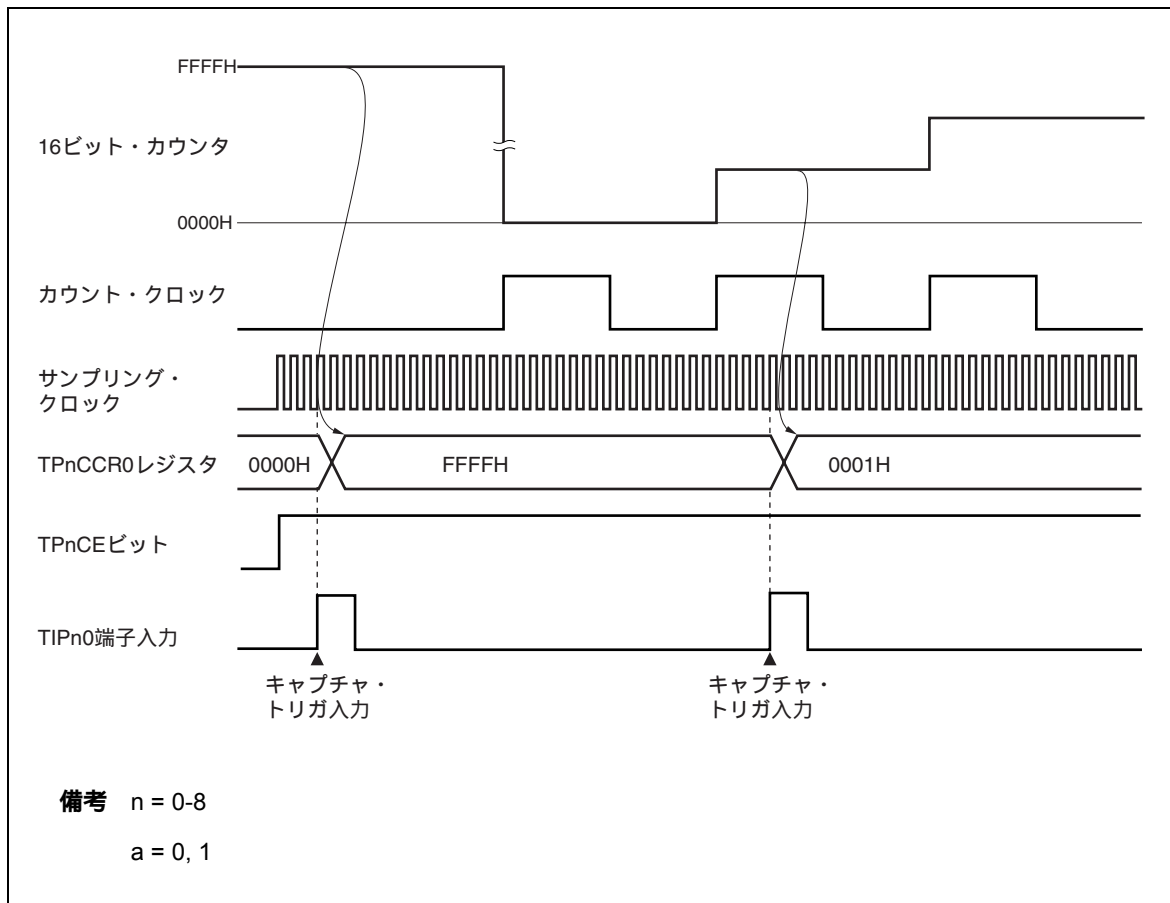 FFFFH
16ビット・カウンタ
0000H
カウント・クロック
サンプリング・
クロック
TPnCCR0レジスタ
0000H
FFFFH
0001H
TPnCEビット
TIPn0端子入力
キャプチャ・
トリガ入力
キャプチャ・
トリガ入力
備考 n = 0-8
a = 0, 1